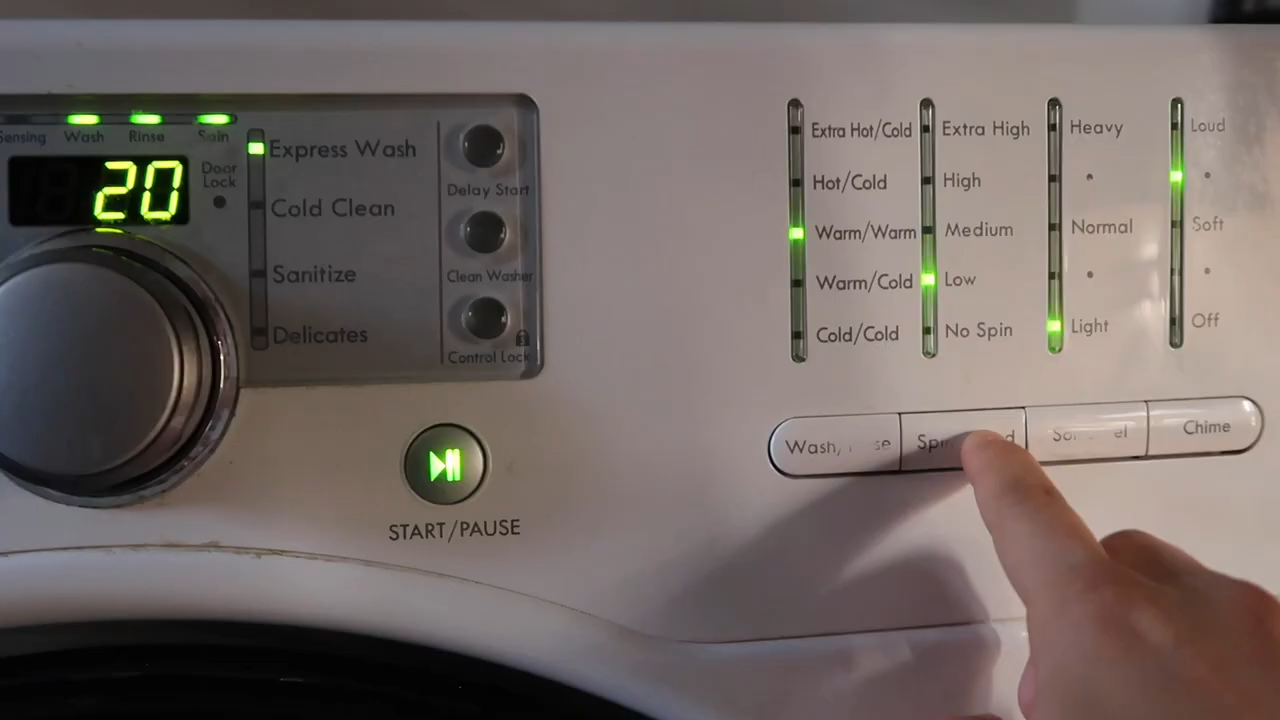 Sensing Wash Rinse Spin
20
Door
Lock
Express Wash
Cold Clean
Sanitize
Delicates
Delay Start
Clean Washer
Control Lock
START/PAUSE
Extra Hot/Cold
Hot/Cold
Warm/Warm
Warm/Cold
Cold/Cold
Extra High
High
Medium
Low
No Spin
Heavy
Normal
Light
Loud
Soft
Off
Wash/
Chime